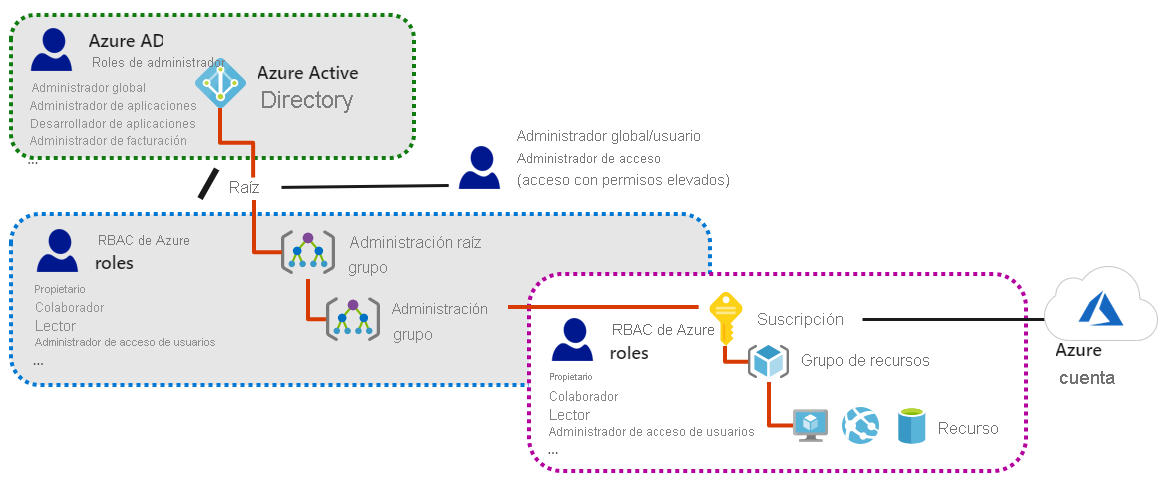 Azure AD
Roles de administrador
Administrador global
Administrador de aplicaciones
Desarrollador de aplicaciones
Administrador de facturación
...
Azure Active
Directory
Administrador global/usuario
Administrador de acceso
(acceso con permisos elevados)
/
Raíz
RBAC de Azure
roles
Propietario
Colaborador
Lector
Administrador de acceso de usuarios
...
Administración raíz
grupo
Administración
grupo
RBAC de Azure
roles
Propietario
Colaborador
Lector
Administrador de acceso de usuarios
...
Suscripción
Grupo de recursos
Recurso
Azure
cuenta